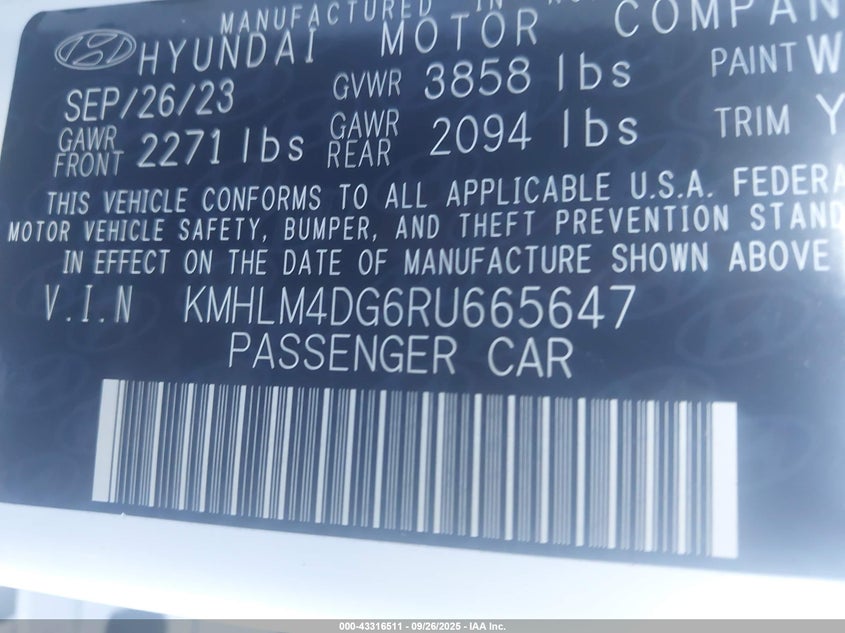 MANUFACTURED IN
HYUNDAI MOTOR COMPAN
SEP/26/23 GVWR 3858 lbs PAINT W
GAWR FRONT 2271 lbs GAWR REAR 2094 lbs TRIM Y
THIS VEHICLE CONFORMS TO ALL APPLICABLE U.S.A. FEDERA
MOTOR VEHICLE SAFETY, BUMPER, AND THEFT PREVENTION STAND
IN EFFECT ON THE DATE OF MANUFACTURE SHOWN ABOVE
V.I.N KMHLM4DG6RU665647
PASSENGER CAR
000-43316511 - 09/26/2025 - IAA Inc.